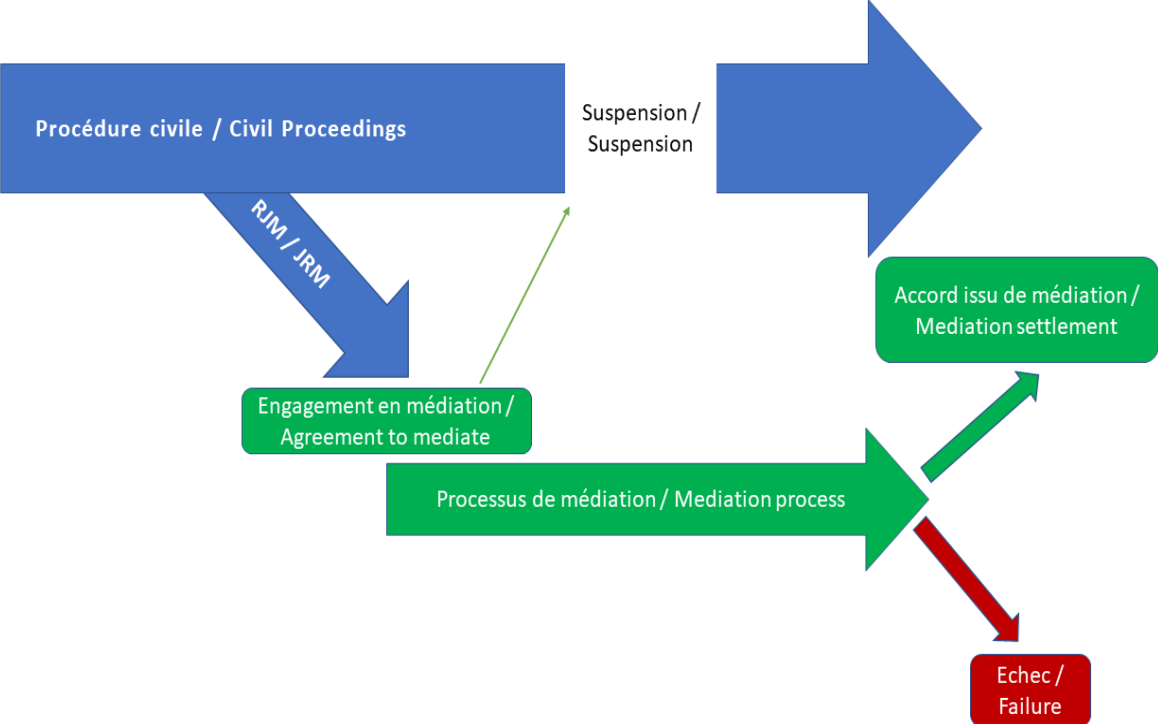 Procédure civile / Civil Proceedings
Suspension /
Suspension
RJM / JRM
Accord issu de médiation /
Mediation settlement
Engagement en médiation /
Agreement to mediate
Processus de médiation / Mediation process
Echec /
Failure